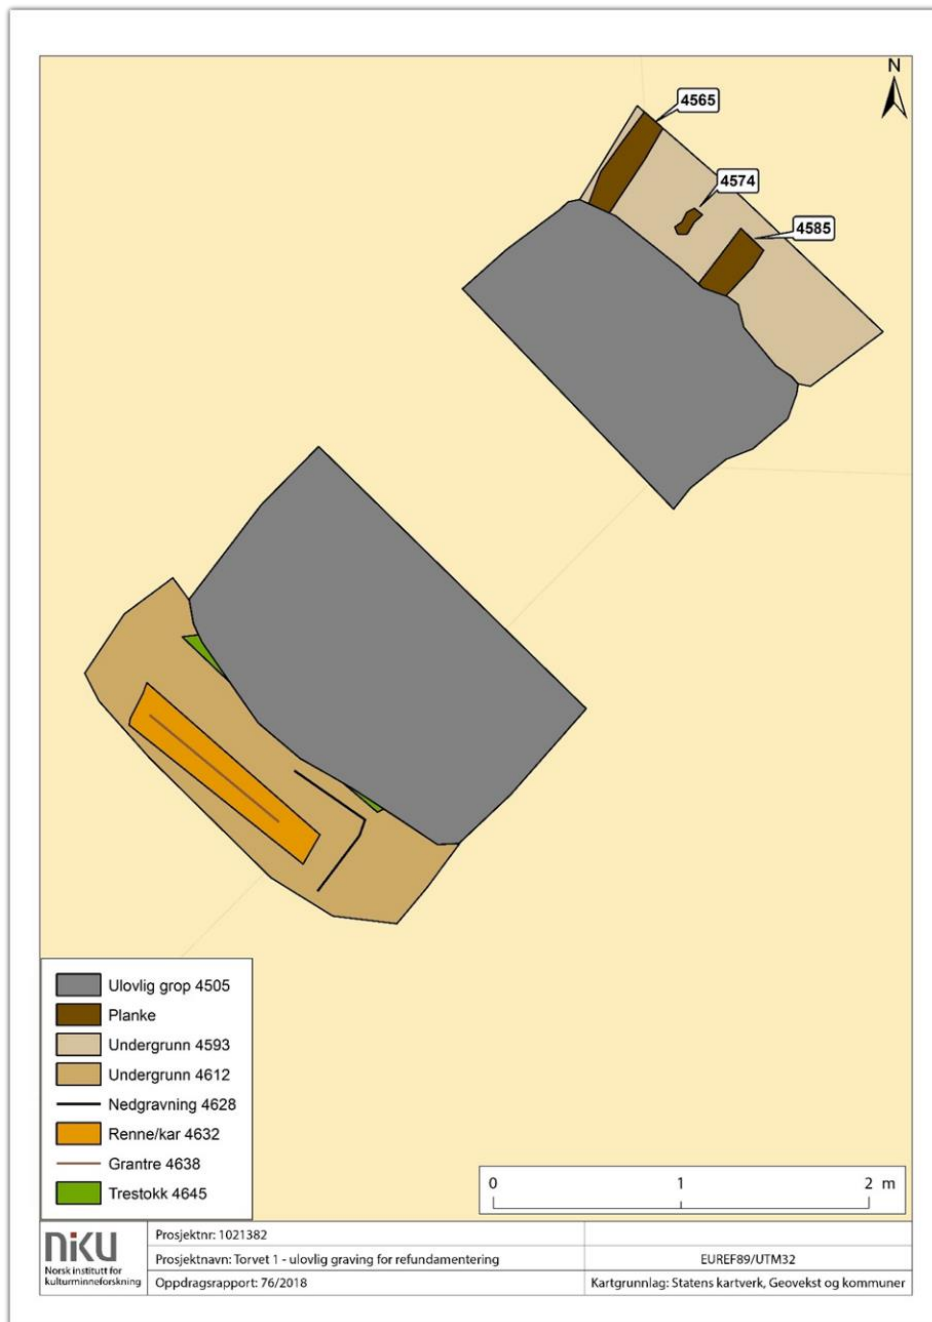 N
4565
4574
4585
Ulovlig grop 4505
Planke
Undergrunn 4593
Undergrunn 4612
Nedgravning 4628
Renne/kar 4632
Grantre 4638
Trestokk 4645
0 1 2 m
niku
Norsk institutt for
kulturminneforskning
Prosjektnr: 1021382
Prosjektnavn: Torvet 1 - ulovlig graving for refundamentering
EUREF89/UTM32
Oppdragsrapport: 76/2018
Kartgrunnlag: Statens kartverk, Geovekst og kommuner